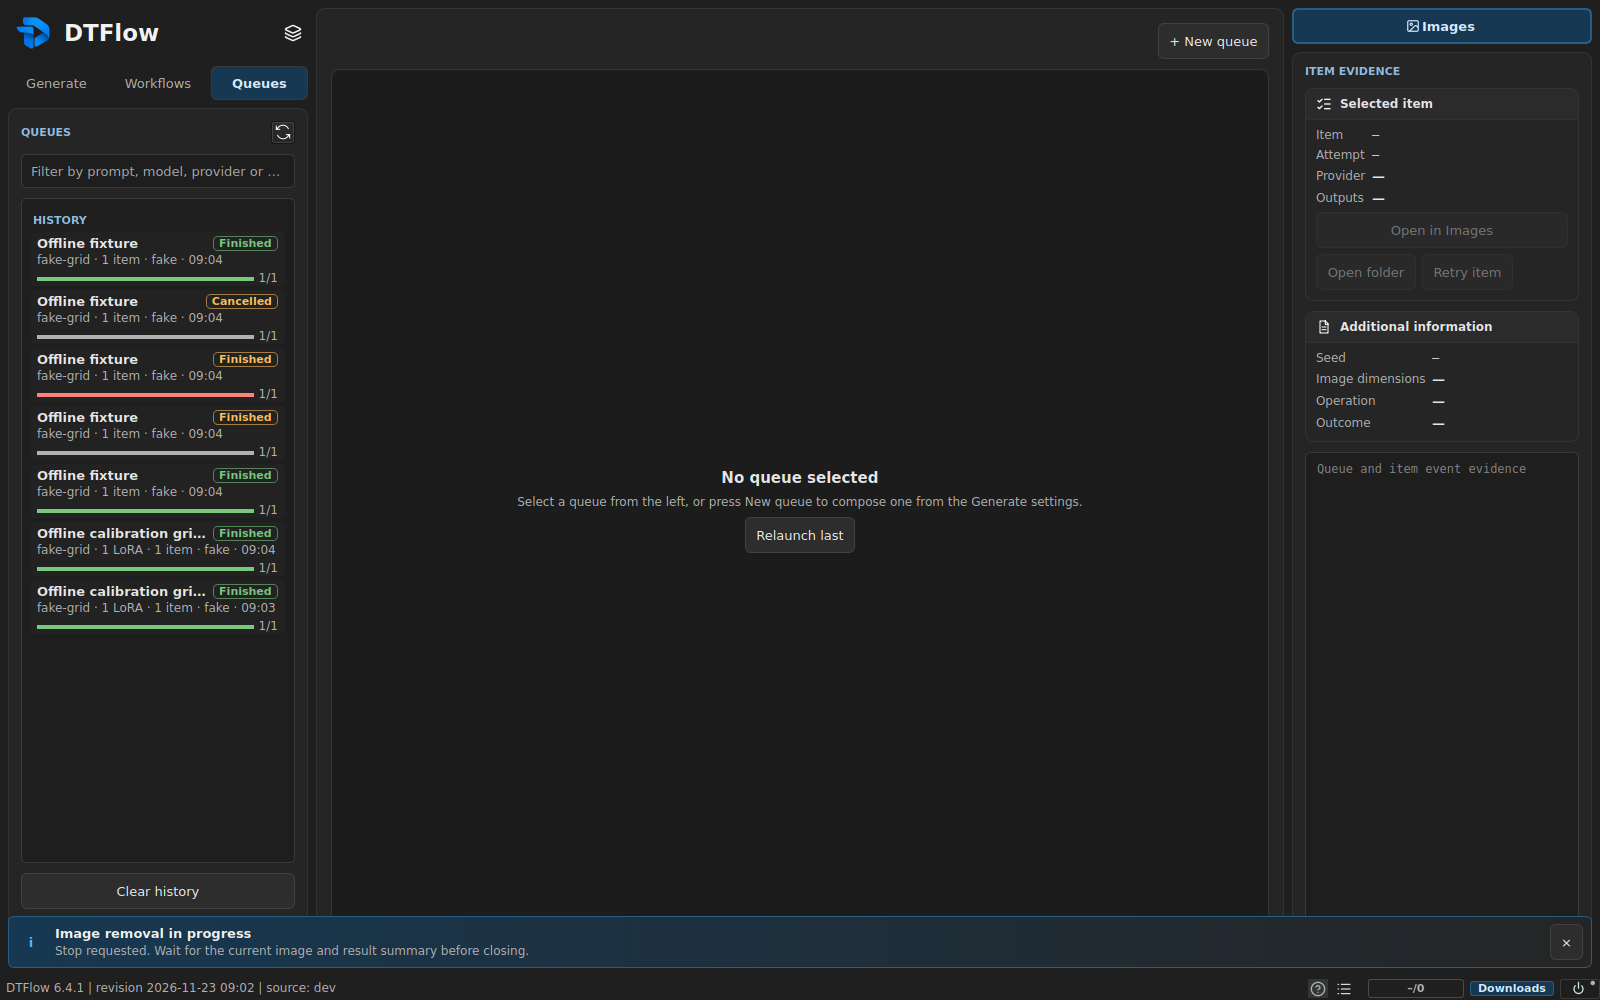 DTFlow
Generate
Workflows
Queues
QUEUES
Filter by prompt, model, provider or ...
HISTORY
Offline fixture
Finished
fake-grid · 1 item · fake · 09:04
1/1
Offline fixture
Cancelled
fake-grid · 1 item · fake · 09:04
1/1
Offline fixture
Finished
fake-grid · 1 item · fake · 09:04
1/1
Offline fixture
Finished
fake-grid · 1 item · fake · 09:04
1/1
Offline fixture
Finished
fake-grid · 1 item · fake · 09:04
1/1
Offline calibration gri...
Finished
fake-grid · 1 LoRA · 1 item · fake · 09:04
1/1
Offline calibration gri...
Finished
fake-grid · 1 LoRA · 1 item · fake · 09:03
1/1
Clear history
+ New queue
No queue selected
Select a queue from the left, or press New queue to compose one from the Generate settings.
Relaunch last
Images
ITEM EVIDENCE
Selected item
Item –
Attempt –
Provider —
Outputs —
Open in Images
Open folder
Retry item
Additional information
Seed –
Image dimensions —
Operation —
Outcome —
Queue and item event evidence
i
Image removal in progress
Stop requested. Wait for the current image and result summary before closing.
×
DTFlow 6.4.1 | revision 2026-11-23 09:02 | source: dev
-/0
Downloads